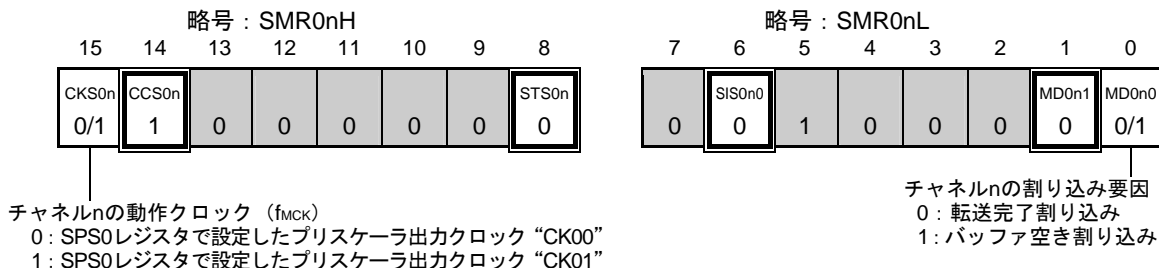 略号：SMR0nH 略号：SMR0nL
15 14 13 12 11 10 9 8 7 6 5 4 3 2 1 0
CKS0n CCS0n STS0n SIS0n0 MD0n1 MD0n0
0/1 1 0 0 0 0 0 0 0 0 1 0 0 0 0 0/1
チャネルnの動作クロック（fMCK）
0：SPS0レジスタで設定したプリスケーラ出力クロック“CK00”
1：SPS0レジスタで設定したプリスケーラ出力クロック“CK01”
チャネルnの割り込み要因
0：転送完了割り込み
1：バッファ空き割り込み